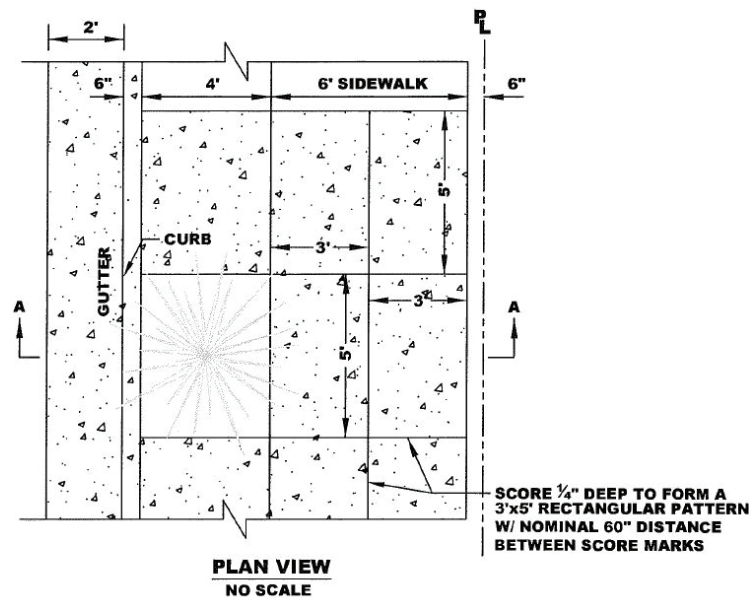 2'
PL
6"
4'
6' SIDEWALK
6"
5'
CURB
3'
GUTTER
A
3'
A
5'
SCORE ¼" DEEP TO FORM A
3'x5' RECTANGULAR PATTERN
W/ NOMINAL 60" DISTANCE
BETWEEN SCORE MARKS
PLAN VIEW
NO SCALE